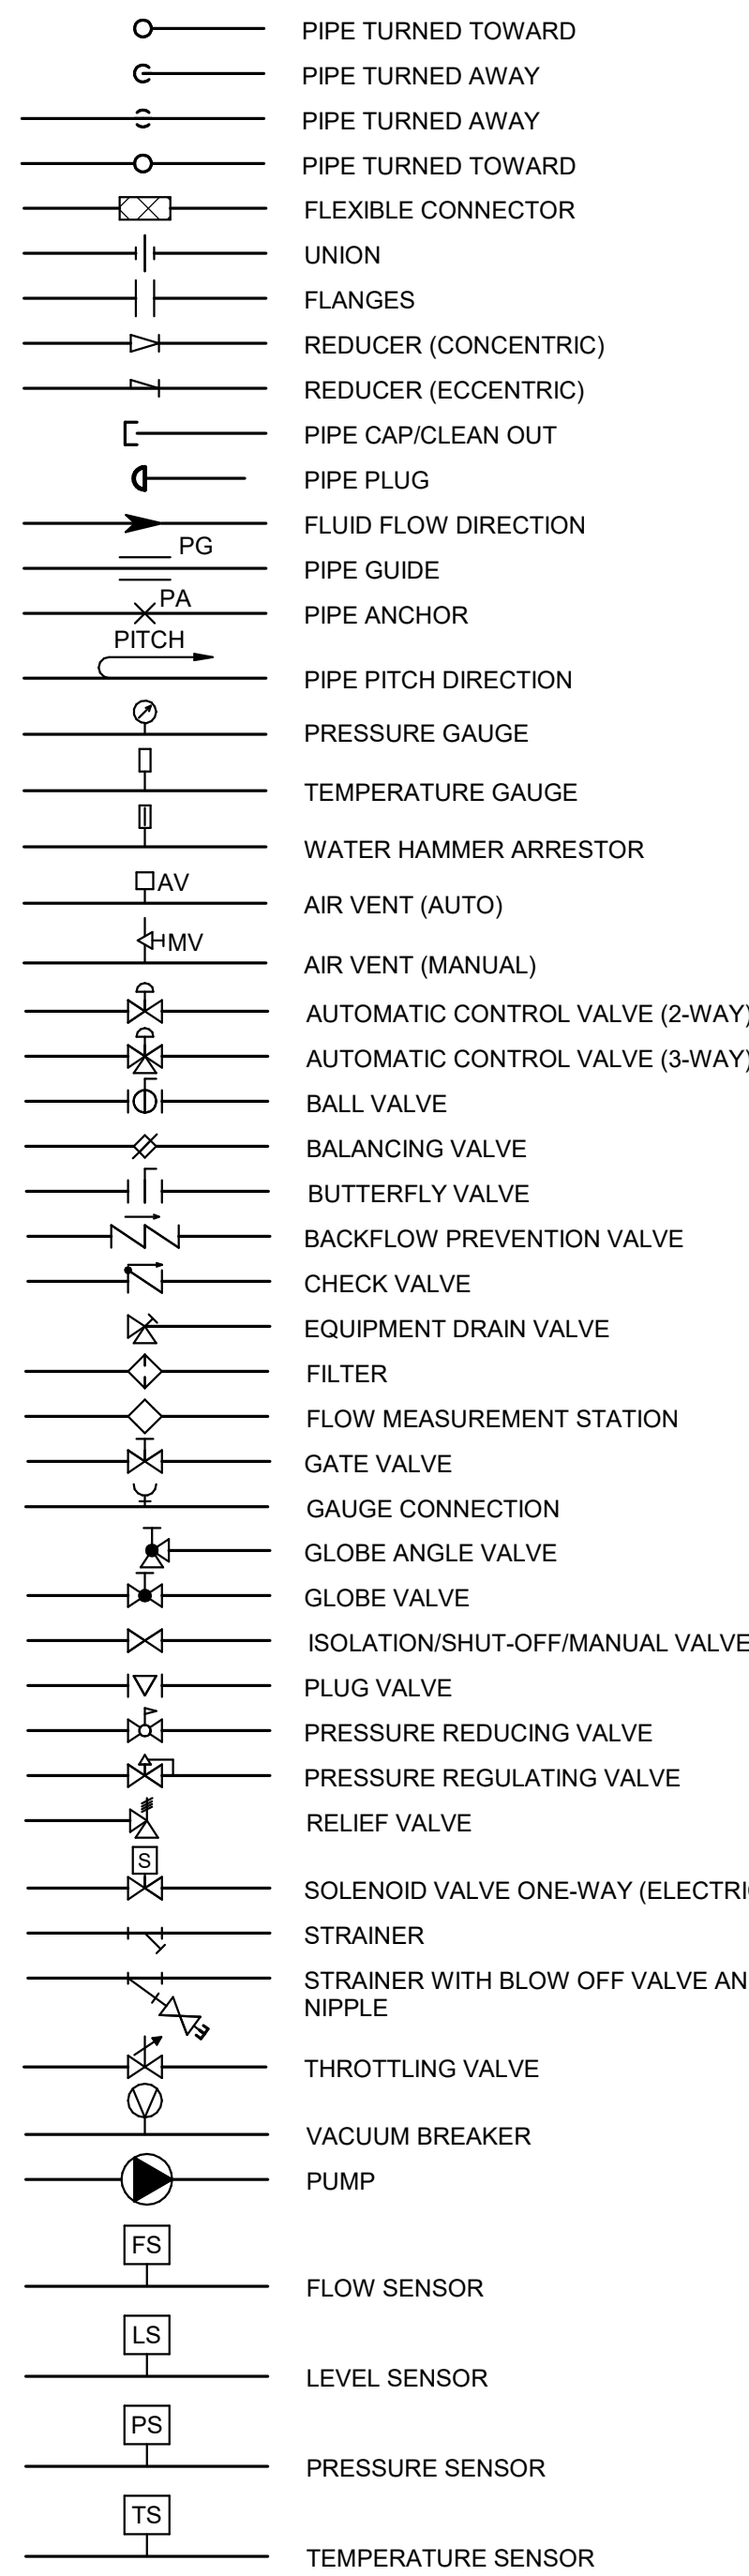 PIPE TURNED TOWARD
PIPE TURNED AWAY
PIPE TURNED AWAY
PIPE TURNED TOWARD
FLEXIBLE CONNECTOR
UNION
FLANGES
REDUCER (CONCENTRIC)
REDUCER (ECCENTRIC)
PIPE CAP/CLEAN OUT
PIPE PLUG
FLUID FLOW DIRECTION
PG
PIPE GUIDE
PA
PIPE ANCHOR
PITCH
PIPE PITCH DIRECTION
PRESSURE GAUGE
TEMPERATURE GAUGE
WATER HAMMER ARRESTOR
AV
AIR VENT (AUTO)
MV
AIR VENT (MANUAL)
AUTOMATIC CONTROL VALVE (2-WAY)
AUTOMATIC CONTROL VALVE (3-WAY)
BALL VALVE
BALANCING VALVE
BUTTERFLY VALVE
BACKFLOW PREVENTION VALVE
CHECK VALVE
EQUIPMENT DRAIN VALVE
FILTER
FLOW MEASUREMENT STATION
GATE VALVE
GAUGE CONNECTION
GLOBE ANGLE VALVE
GLOBE VALVE
ISOLATION/SHUT-OFF/MANUAL VALVE
PLUG VALVE
PRESSURE REDUCING VALVE
PRESSURE REGULATING VALVE
RELIEF VALVE
S
SOLENOID VALVE ONE-WAY (ELECTRI
STRAINER
STRAINER WITH BLOW OFF VALVE AN
NIPPLE
THROTTLING VALVE
VACUUM BREAKER
PUMP
FS
FLOW SENSOR
LS
LEVEL SENSOR
PS
PRESSURE SENSOR
TS
TEMPERATURE SENSOR